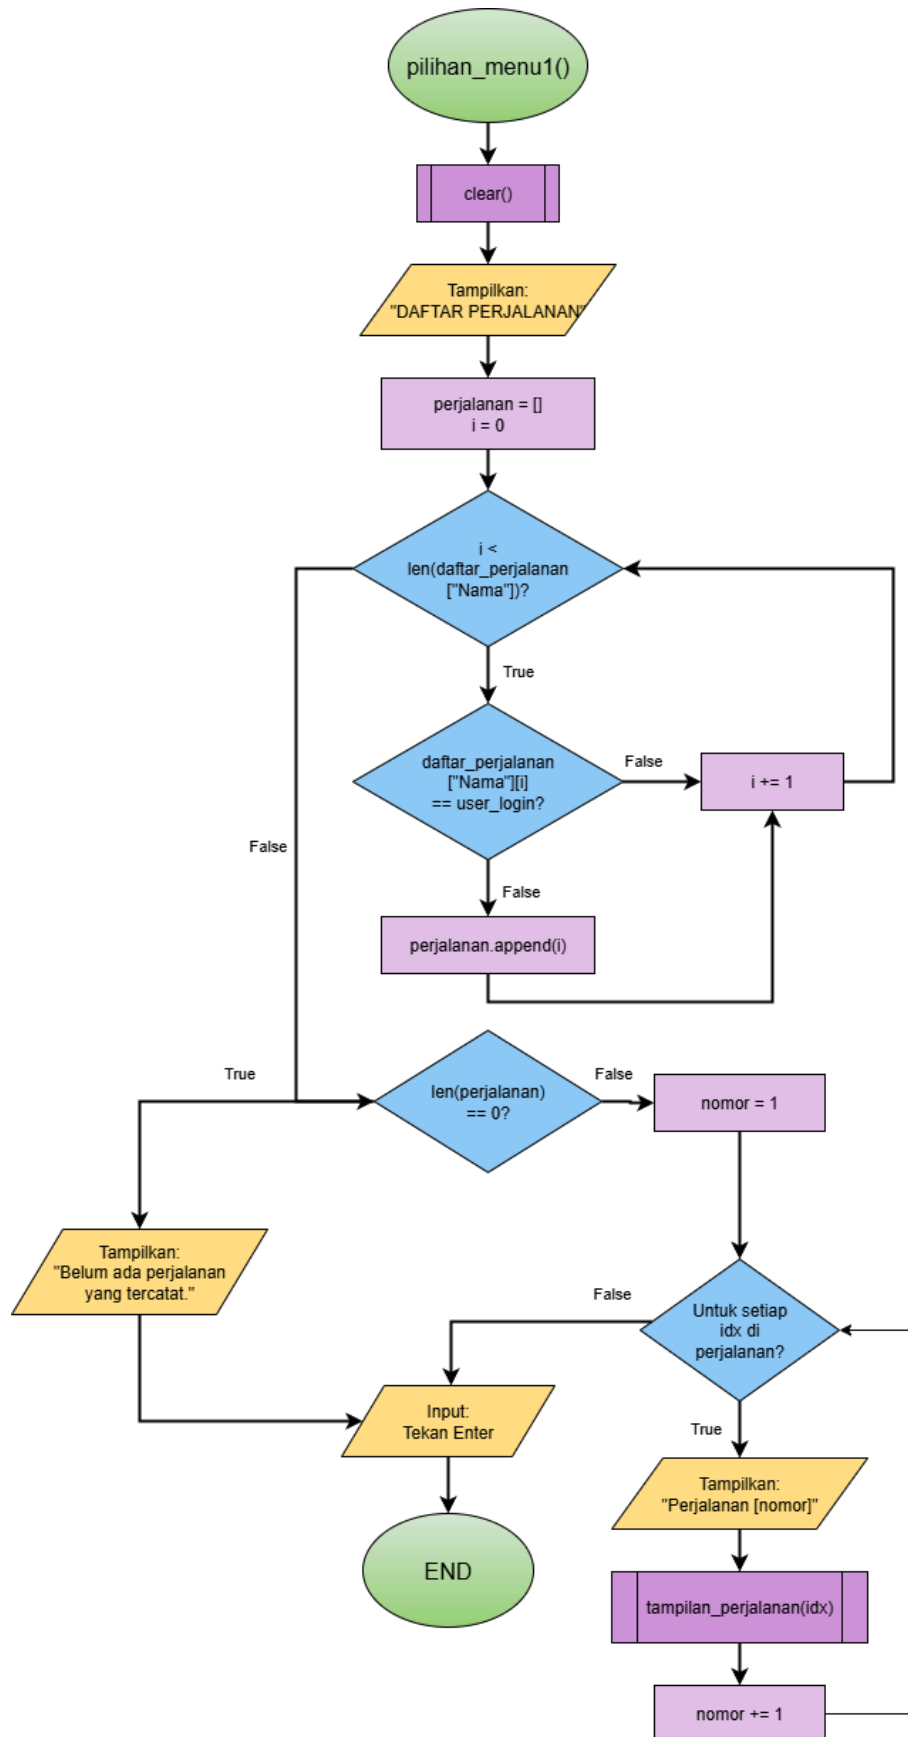 pilihan_menu1()
clear()
Tampilkan:
"DAFTAR PERJALANAN"
perjalanan = []
i = 0
i <
len(daftar_perjalanan
["Nama"])?
True
daftar_perjalanan
["Nama"][i]
== user_login?
False
i += 1
False
False
perjalanan.append(i)
True
len(perjalanan)
== 0?
False
nomor = 1
Tampilkan:
"Belum ada perjalanan
yang tercatat."
False
Untuk setiap
idx di
perjalanan?
Input:
Tekan Enter
True
Tampilkan:
"Perjalanan [nomor]"
END
tampilan_perjalanan(idx)
nomor += 1